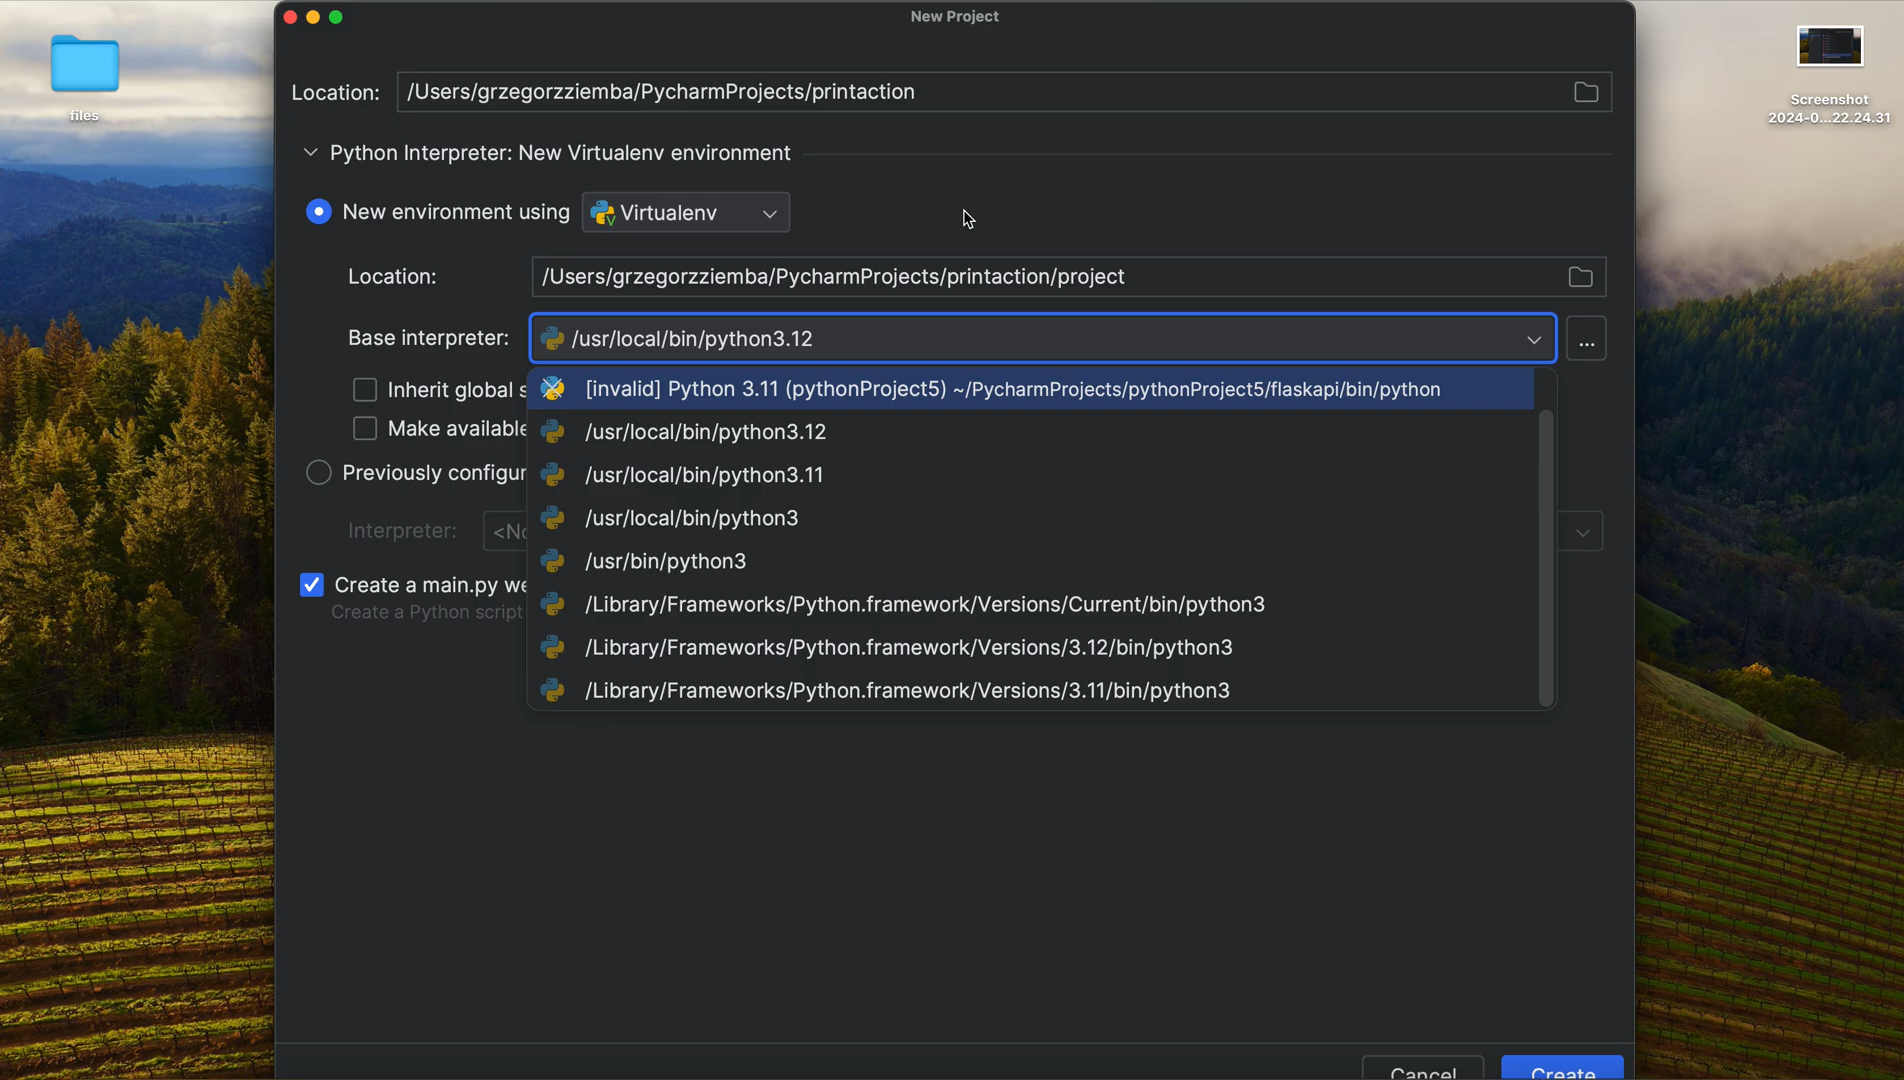 New Project
files
Screenshot
2024-0...22.24.31
Location: /Users/grzegorzziemba/PycharmProjects/printaction
Python Interpreter: New Virtualenv environment
New environment using Virtualenv
Location: /Users/grzegorzziemba/PycharmProjects/printaction/project
Base interpreter: /usr/local/bin/python3.12 ...
Inherit global s
[invalid] Python 3.11 (pythonProject5) ~/PycharmProjects/pythonProject5/flaskapi/bin/python
Make available
/usr/local/bin/python3.12
Previously configur
/usr/local/bin/python3.11
Interpreter: <No
/usr/local/bin/python3
/usr/bin/python3
Create a main.py we
Create a Python script
/Library/Frameworks/Python.framework/Versions/Current/bin/python3
/Library/Frameworks/Python.framework/Versions/3.12/bin/python3
/Library/Frameworks/Python.framework/Versions/3.11/bin/python3
Cancel Create